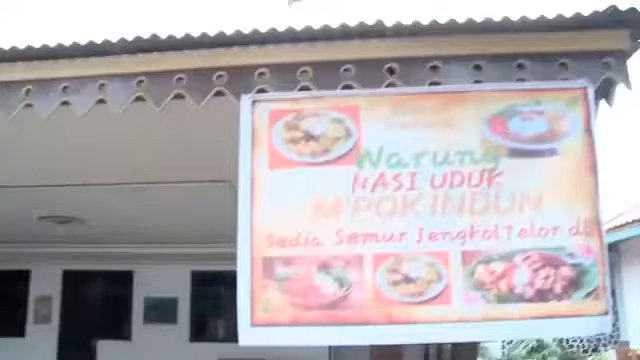 Warung
NASI UDUK
M'POK INDUN
Sedia Semur Jengkol Telor dll